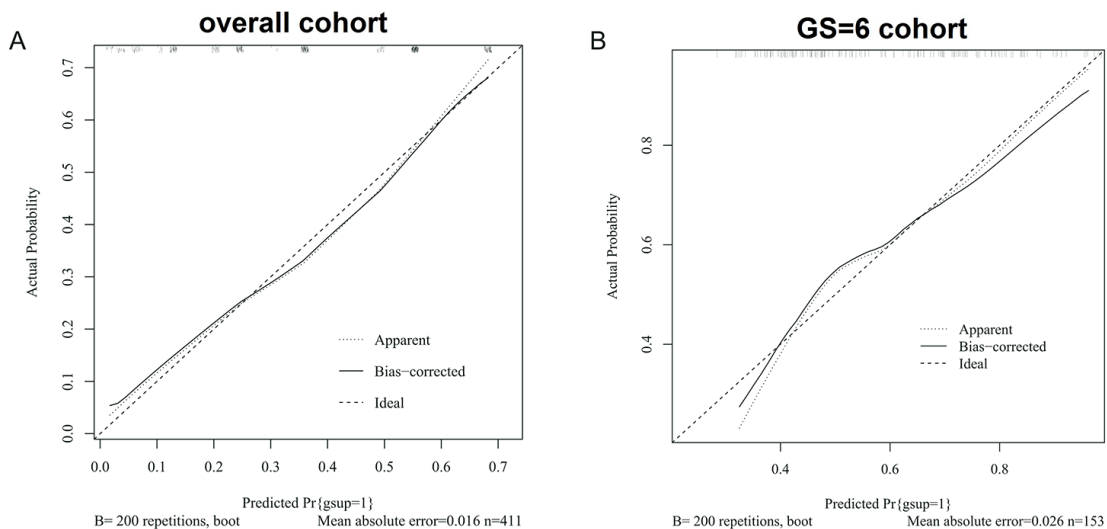 A
overall cohort
0.7
0.6
0.5
0.4
0.3
0.2
0.1
0.0
Actual Probability
Apparent
Bias−corrected
Ideal
0.0 0.1 0.2 0.3 0.4 0.5 0.6 0.7
Predicted Pr{gsup=1}
B= 200 repetitions, boot Mean absolute error=0.016 n=411
B
GS=6 cohort
0.8
0.6
0.4
Actual Probability
Apparent
Bias−corrected
Ideal
0.4 0.6 0.8
Predicted Pr{gsup=1}
B= 200 repetitions, boot Mean absolute error=0.026 n=153